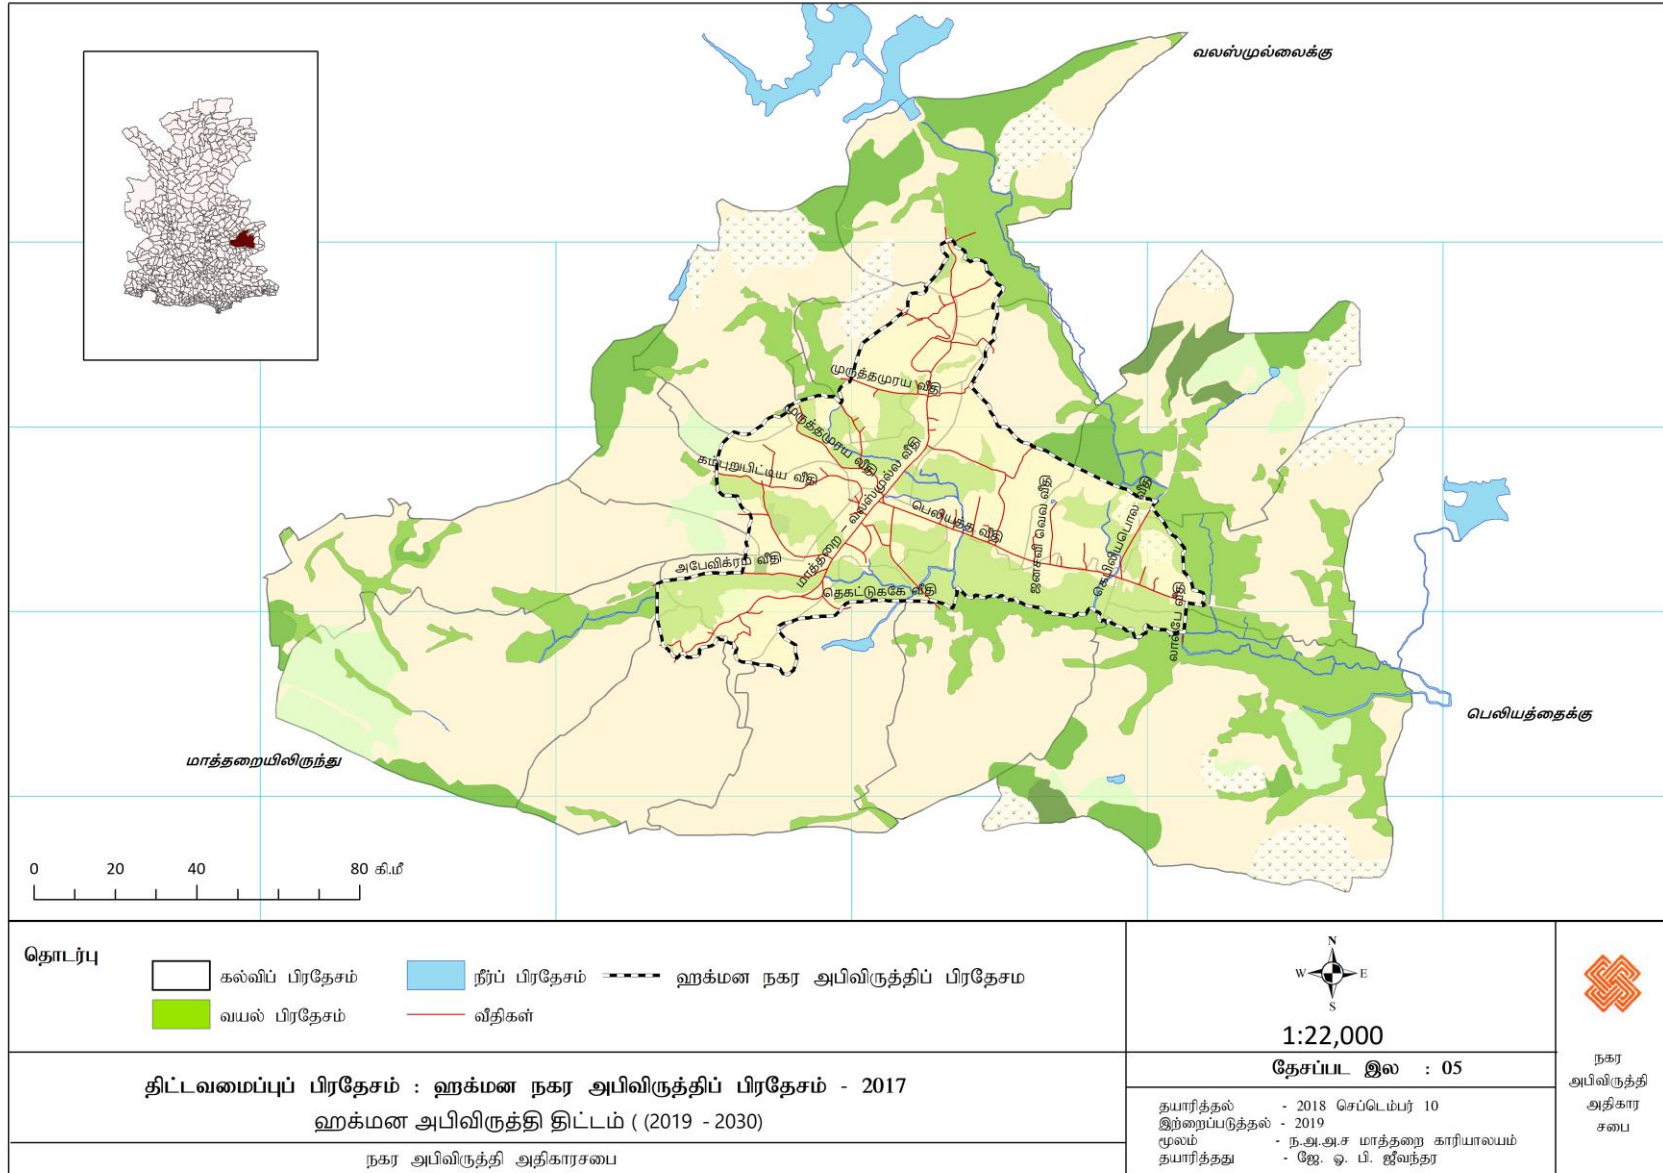 வலஸ்முல்லைக்கு
முருத்தமுரய வீதி
முருத்தமுரய வீதி
கம்புறுபிட்டிய வீதி
மாத்தறை – வலஸ்முல்ல வீதி
பெலியத்த வீதி
ஜனசவி வெல வீதி
கெபிலியபொல வீதி
அபேவிக்ரம வீதி
தெகட்டுககே வீதி
லால்பே வீதி
பெலியத்தைக்கு
மாத்தறையிலிருந்து
0 20 40 80 கி.மீ
தொடர்பு
கல்விப் பிரதேசம்
நீர்ப் பிரதேசம்
ஹக்மன நகர அபிவிருத்திப் பிரதேசம
வயல் பிரதேசம்
வீதிகள்
N
W E
S
1:22,000
திட்டவமைப்புப் பிரதேசம் : ஹக்மன நகர அபிவிருத்திப் பிரதேசம் - 2017
ஹக்மன அபிவிருத்தி திட்டம் ( (2019 - 2030)
நகர அபிவிருத்தி அதிகாரசபை
தேசப்பட இல : 05
தயாரித்தல் - 2018 செப்டெம்பர் 10
இற்றைப்படுத்தல் - 2019
மூலம் - ந.அ.அ.ச மாத்தறை காரியாலயம்
தயாரித்தது - ஜே. ஓ. பி. ஜீவந்தர
நகர
அபிவிருத்தி
அதிகார
சபை